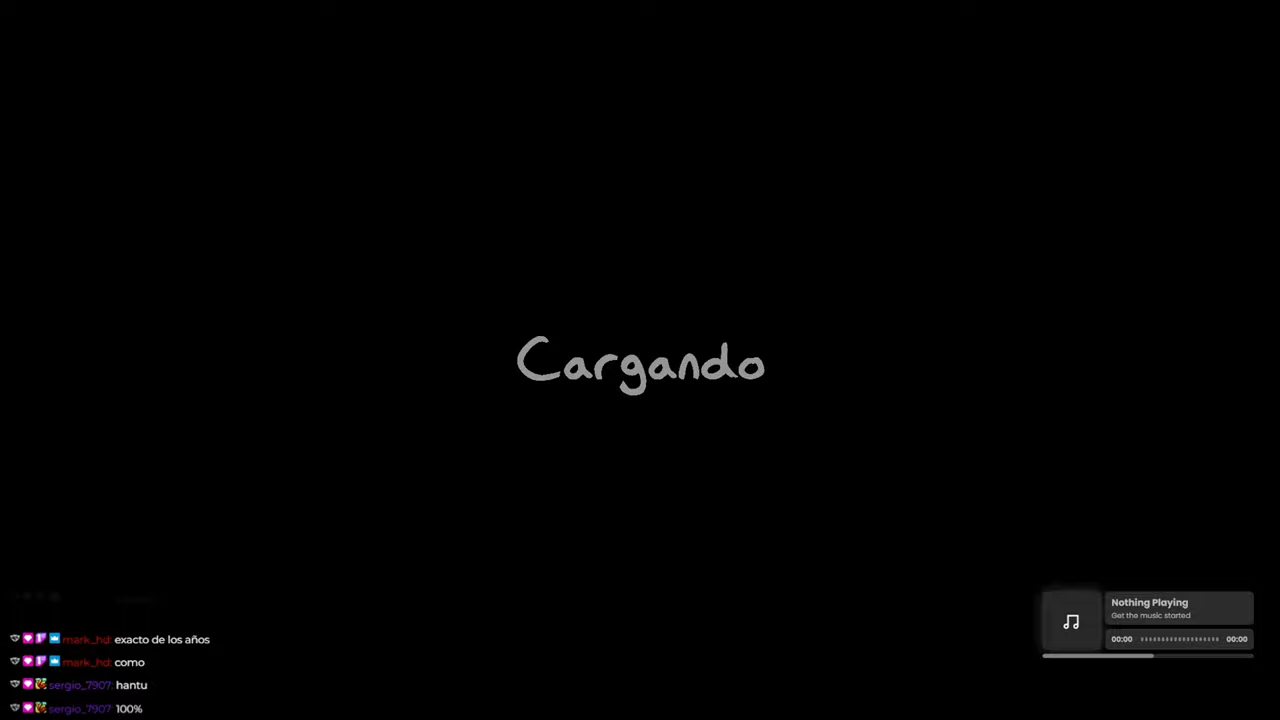 Cargando
mark_hd: exacto de los años
mark_hd: como
sergio_7907: hantu
sergio_7907: 100%
Nothing Playing
Get the music started
00:00 00:00